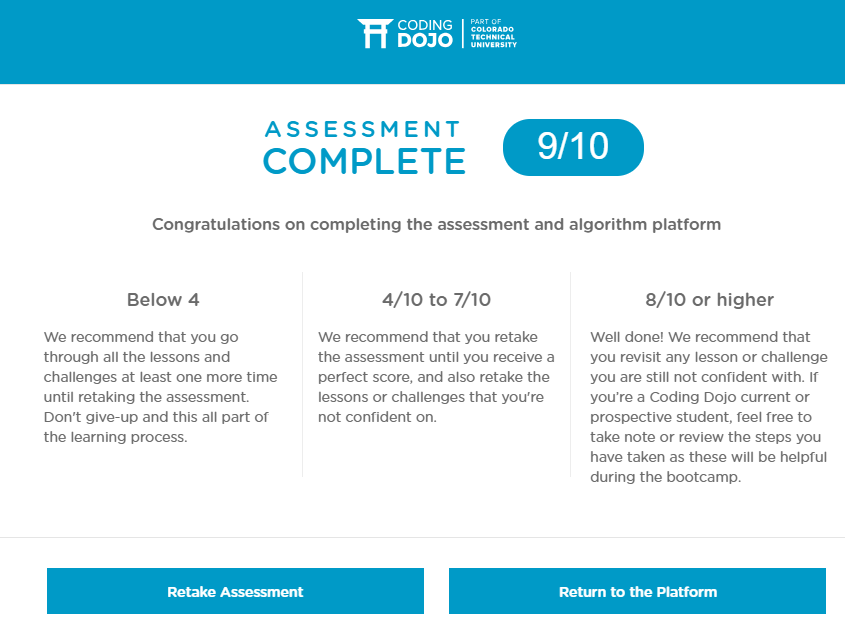 CODING
DOJO
PART OF
COLORADO
TECHNICAL
UNIVERSITY
ASSESSMENT
COMPLETE
9/10
Congratulations on completing the assessment and algorithm platform
Below 4
We recommend that you go
through all the lessons and
challenges at least one more time
until retaking the assessment.
Don't give-up and this all part of
the learning process.
4/10 to 7/10
We recommend that you retake
the assessment until you receive a
perfect score, and also retake the
lessons or challenges that you're
not confident on.
8/10 or higher
Well done! We recommend that
you revisit any lesson or challenge
you are still not confident with. If
you're a Coding Dojo current or
prospective student, feel free to
take note or review the steps you
have taken as these will be helpful
during the bootcamp.
Retake Assessment
Return to the Platform